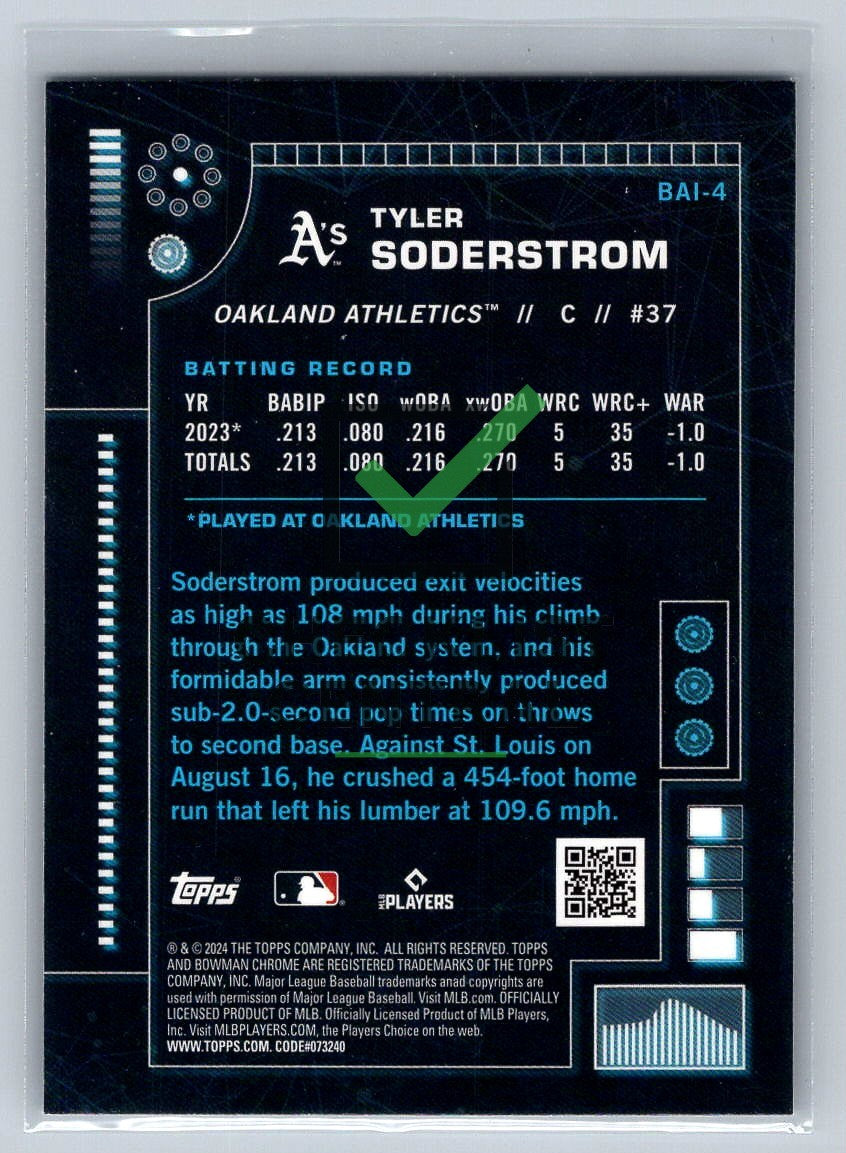 BAI-4
A's™
TYLER
SODERSTROM
OAKLAND ATHLETICS™ // C // #37
BATTING RECORD
YR BABIP ISO wOBA xwOBA WRC WRC+ WAR
2023* .213 .080 .216 .270 5 35 -1.0
TOTALS .213 .080 .216 .270 5 35 -1.0
*PLAYED AT OAKLAND ATHLETICS
Soderstrom produced exit velocities
as high as 108 mph during his climb
through the Oakland system, and his
formidable arm consistently produced
sub-2.0-second pop times on throws
to second base. Against St. Louis on
August 16, he crushed a 454-foot home
run that left his lumber at 109.6 mph.
Topps®
MLB PLAYERS
® & © 2024 THE TOPPS COMPANY, INC. ALL RIGHTS RESERVED. TOPPS
AND BOWMAN CHROME ARE REGISTERED TRADEMARKS OF THE TOPPS
COMPANY, INC. Major League Baseball trademarks anad copyrights are
used with permission of Major League Baseball. Visit MLB.com. OFFICIALLY
LICENSED PRODUCT OF MLB. Officially Licensed Product of MLB Players,
Inc. Visit MLBPLAYERS.COM, the Players Choice on the web.
WWW.TOPPS.COM. CODE#073240